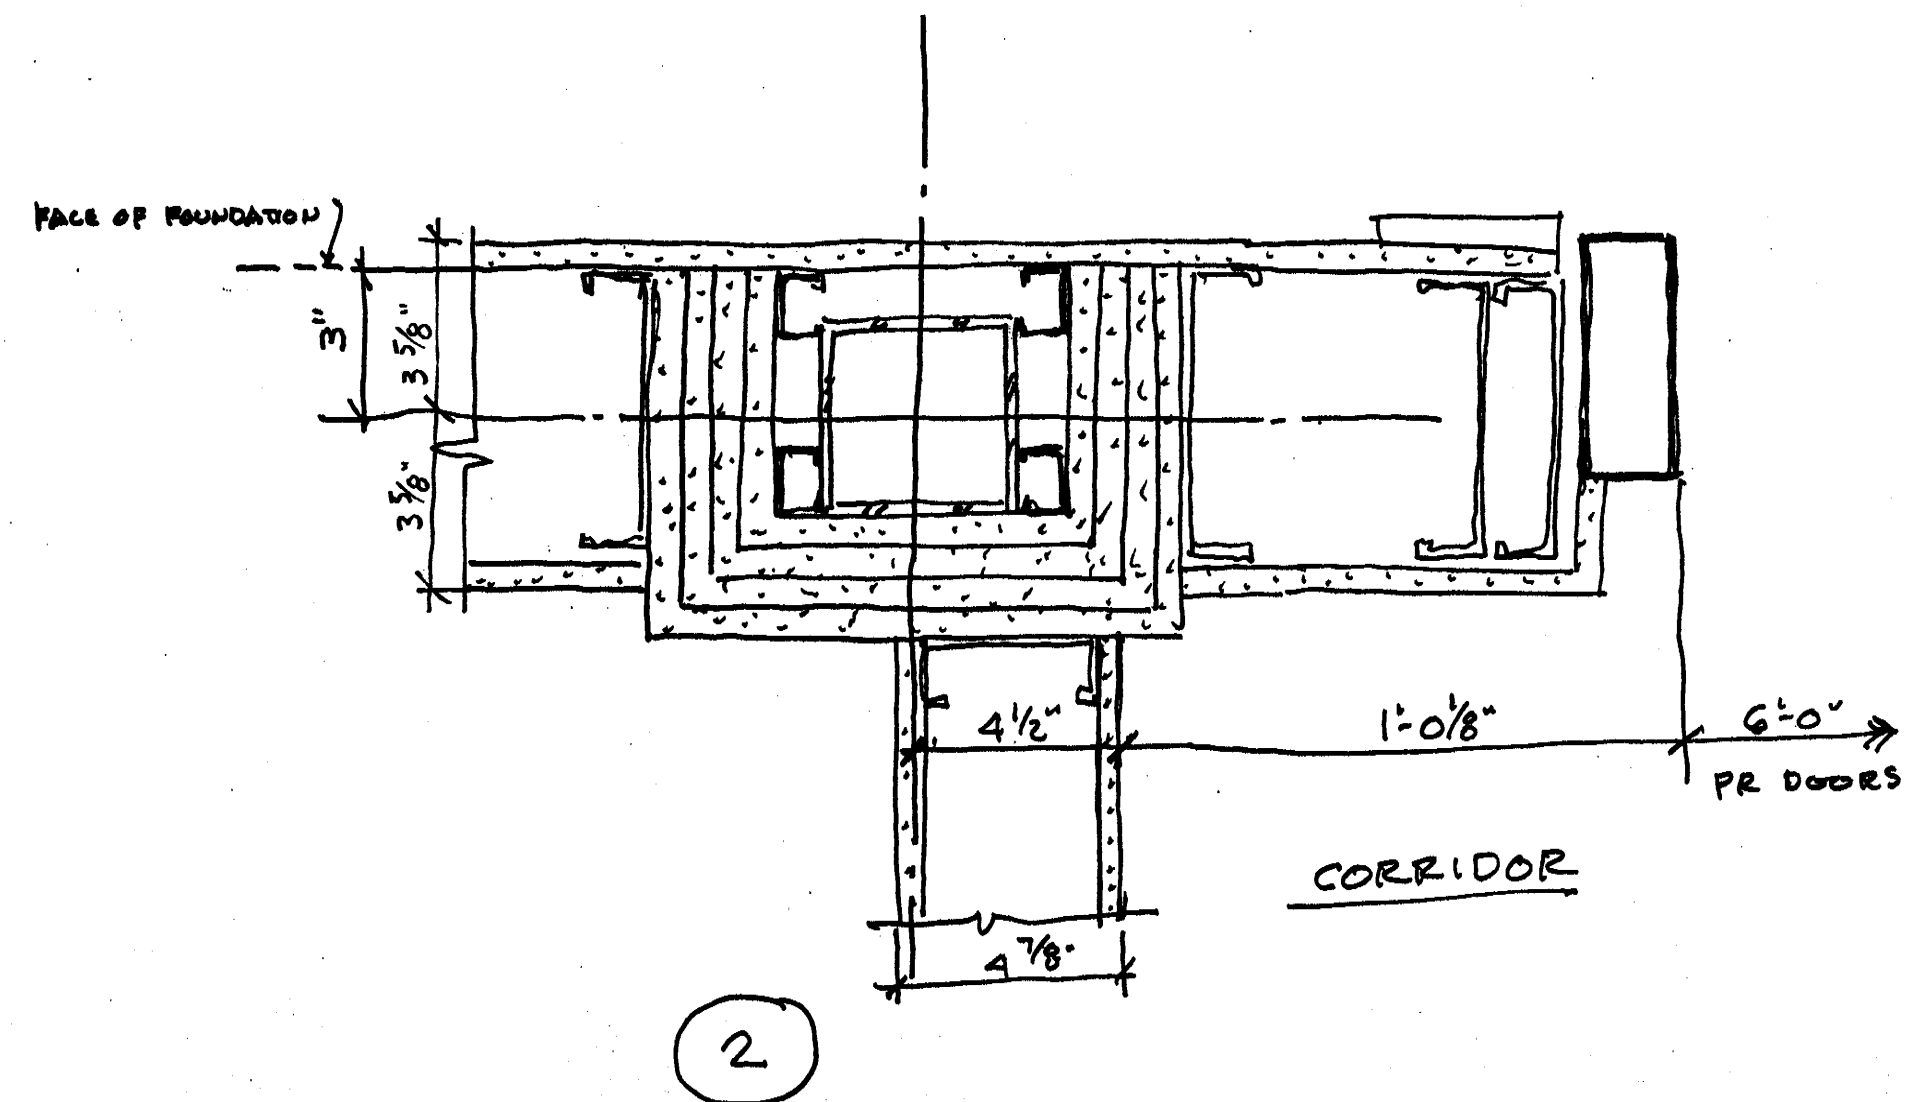 FACE OF FOUNDATION
3"
3 5/8"
3 5/8"
4 1/2"
1'-0 1/8"
6'-0"
PR DOORS
CORRIDOR
4 7/8"
2